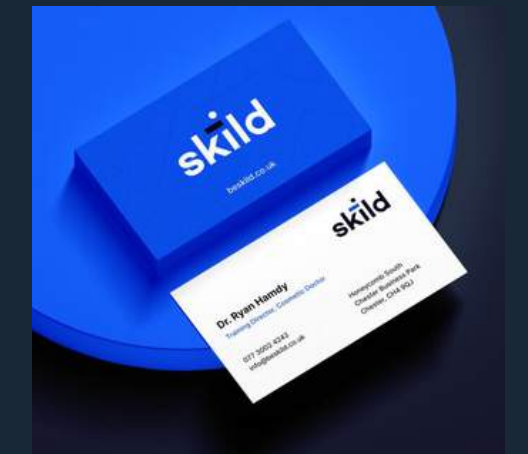 skild
beskild.co.uk
skild
Dr. Ryan Hamdy
Training Director, Cosmetic Doctor
077 3002 4243
info@beskild.co.uk
Honeycomb South
Chester Business Park
Chester, CH4 9QJ